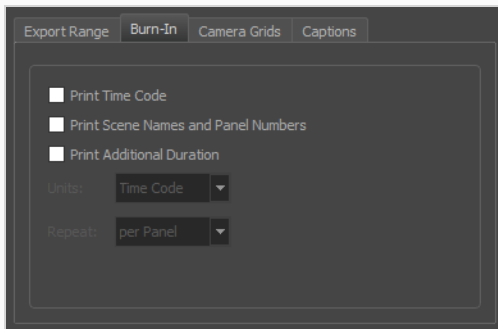 Export Range Burn-In Camera Grids Captions
Print Time Code
Print Scene Names and Panel Numbers
Print Additional Duration
Units: Time Code
Repeat: per Panel